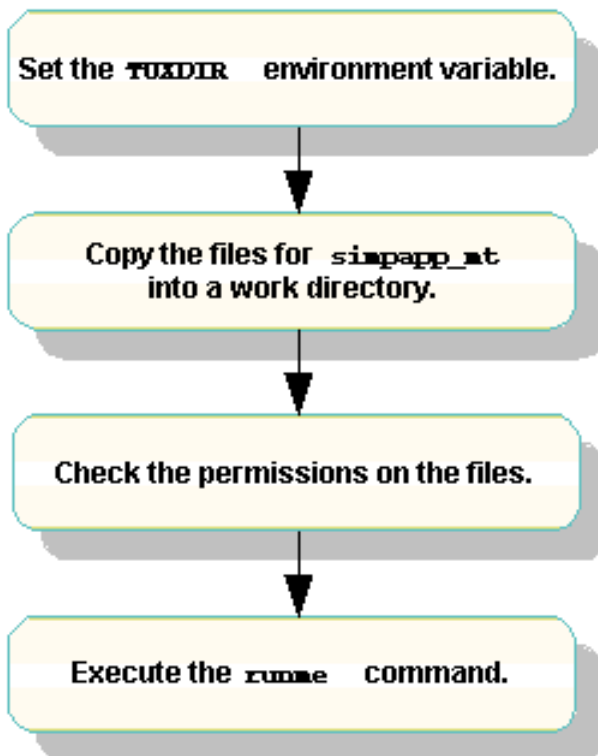 Set the TUXDIR environment variable.
Copy the files for simpapp_mt
into a work directory.
Check the permissions on the files.
Execute the runme command.